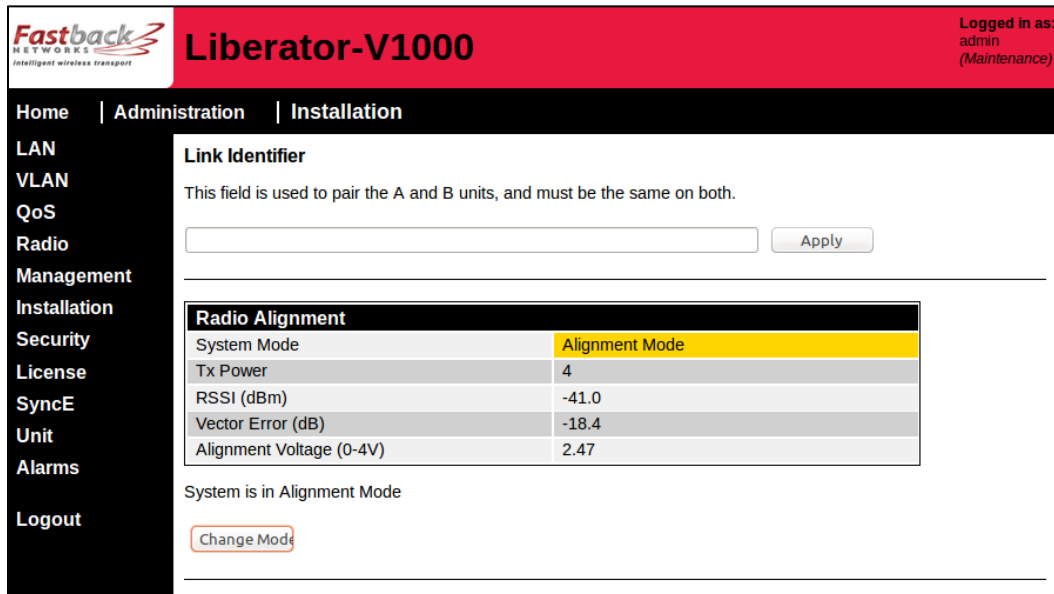 Fastback
NETWORKS
intelligent wireless transport
Liberator-V1000
Logged in as:
admin
(Maintenance)
Home | Administration | Installation
LAN
VLAN
QoS
Radio
Management
Installation
Security
License
SyncE
Unit
Alarms
Logout
Link Identifier
This field is used to pair the A and B units, and must be the same on both.
Apply
Radio Alignment
System Mode Alignment Mode
Tx Power 4
RSSI (dBm) -41.0
Vector Error (dB) -18.4
Alignment Voltage (0-4V) 2.47
System is in Alignment Mode
Change Mode